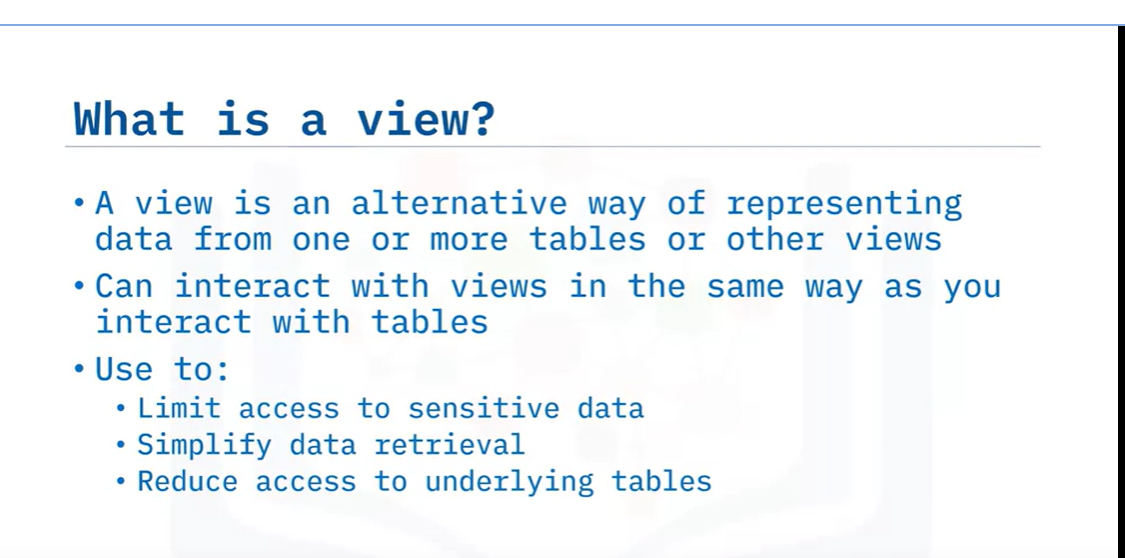 What is a view?
• A view is an alternative way of representing
data from one or more tables or other views
• Can interact with views in the same way as you
interact with tables
• Use to:
• Limit access to sensitive data
• Simplify data retrieval
• Reduce access to underlying tables